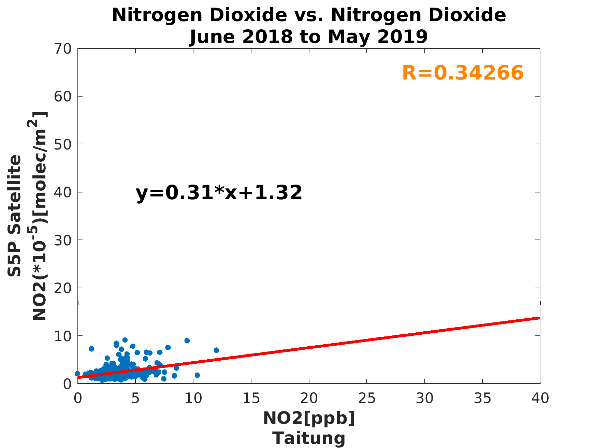 Nitrogen Dioxide vs. Nitrogen Dioxide
June 2018 to May 2019
R=0.34266
y=0.31*x+1.32
S5P Satellite
NO2(*10^-5)[molec/m^2]
70
60
50
40
30
20
10
0
0 5 10 15 20 25 30 35 40
NO2[ppb]
Taitung